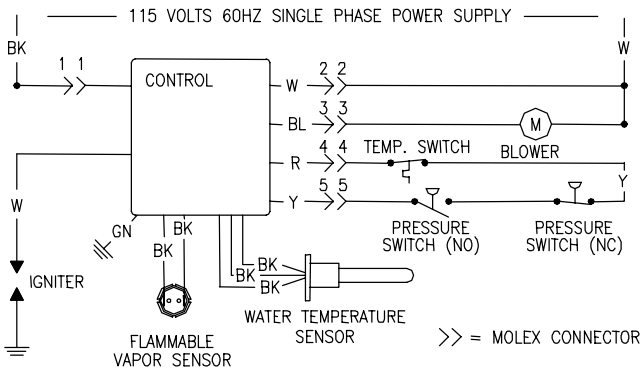 115 VOLTS 60HZ SINGLE PHASE POWER SUPPLY
BK
W
1 1
CONTROL
W
2 2
BL
3 3
M
BLOWER
R
4 4
TEMP. SWITCH
Y
Y
5 5
PRESSURE
SWITCH (NO)
PRESSURE
SWITCH (NC)
W
GN
BK
BK
BK
BK
BK
IGNITER
WATER TEMPERATURE
SENSOR
FLAMMABLE
VAPOR SENSOR
>> = MOLEX CONNECTOR